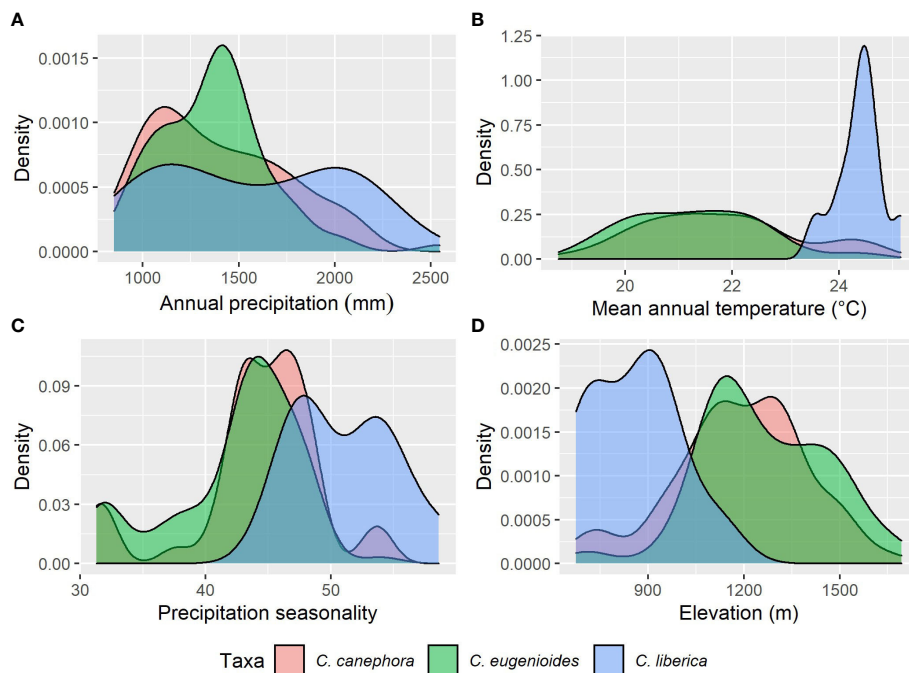 A
0.0015
0.0010
0.0005
0.0000
Density
1000
1500
2000
2500
Annual precipitation (mm)
B
1.25
1.00
0.75
0.50
0.25
0.00
Density
20
22
24
Mean annual temperature (°C)
C
0.09
0.06
0.03
0.00
Density
30
40
50
Precipitation seasonality
D
0.0025
0.0020
0.0015
0.0010
0.0005
0.0000
Density
900
1200
1500
Elevation (m)
Taxa
C. canephora
C. eugenioides
C. liberica